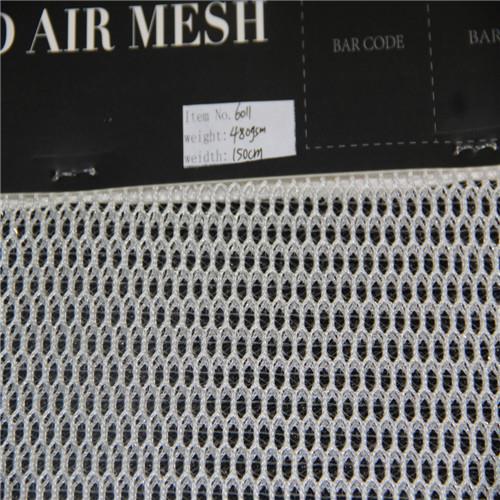 D AIR MESH
BAR CODE
BAR
Item No. 6011
weight: 480gsm
weidth: 150cm